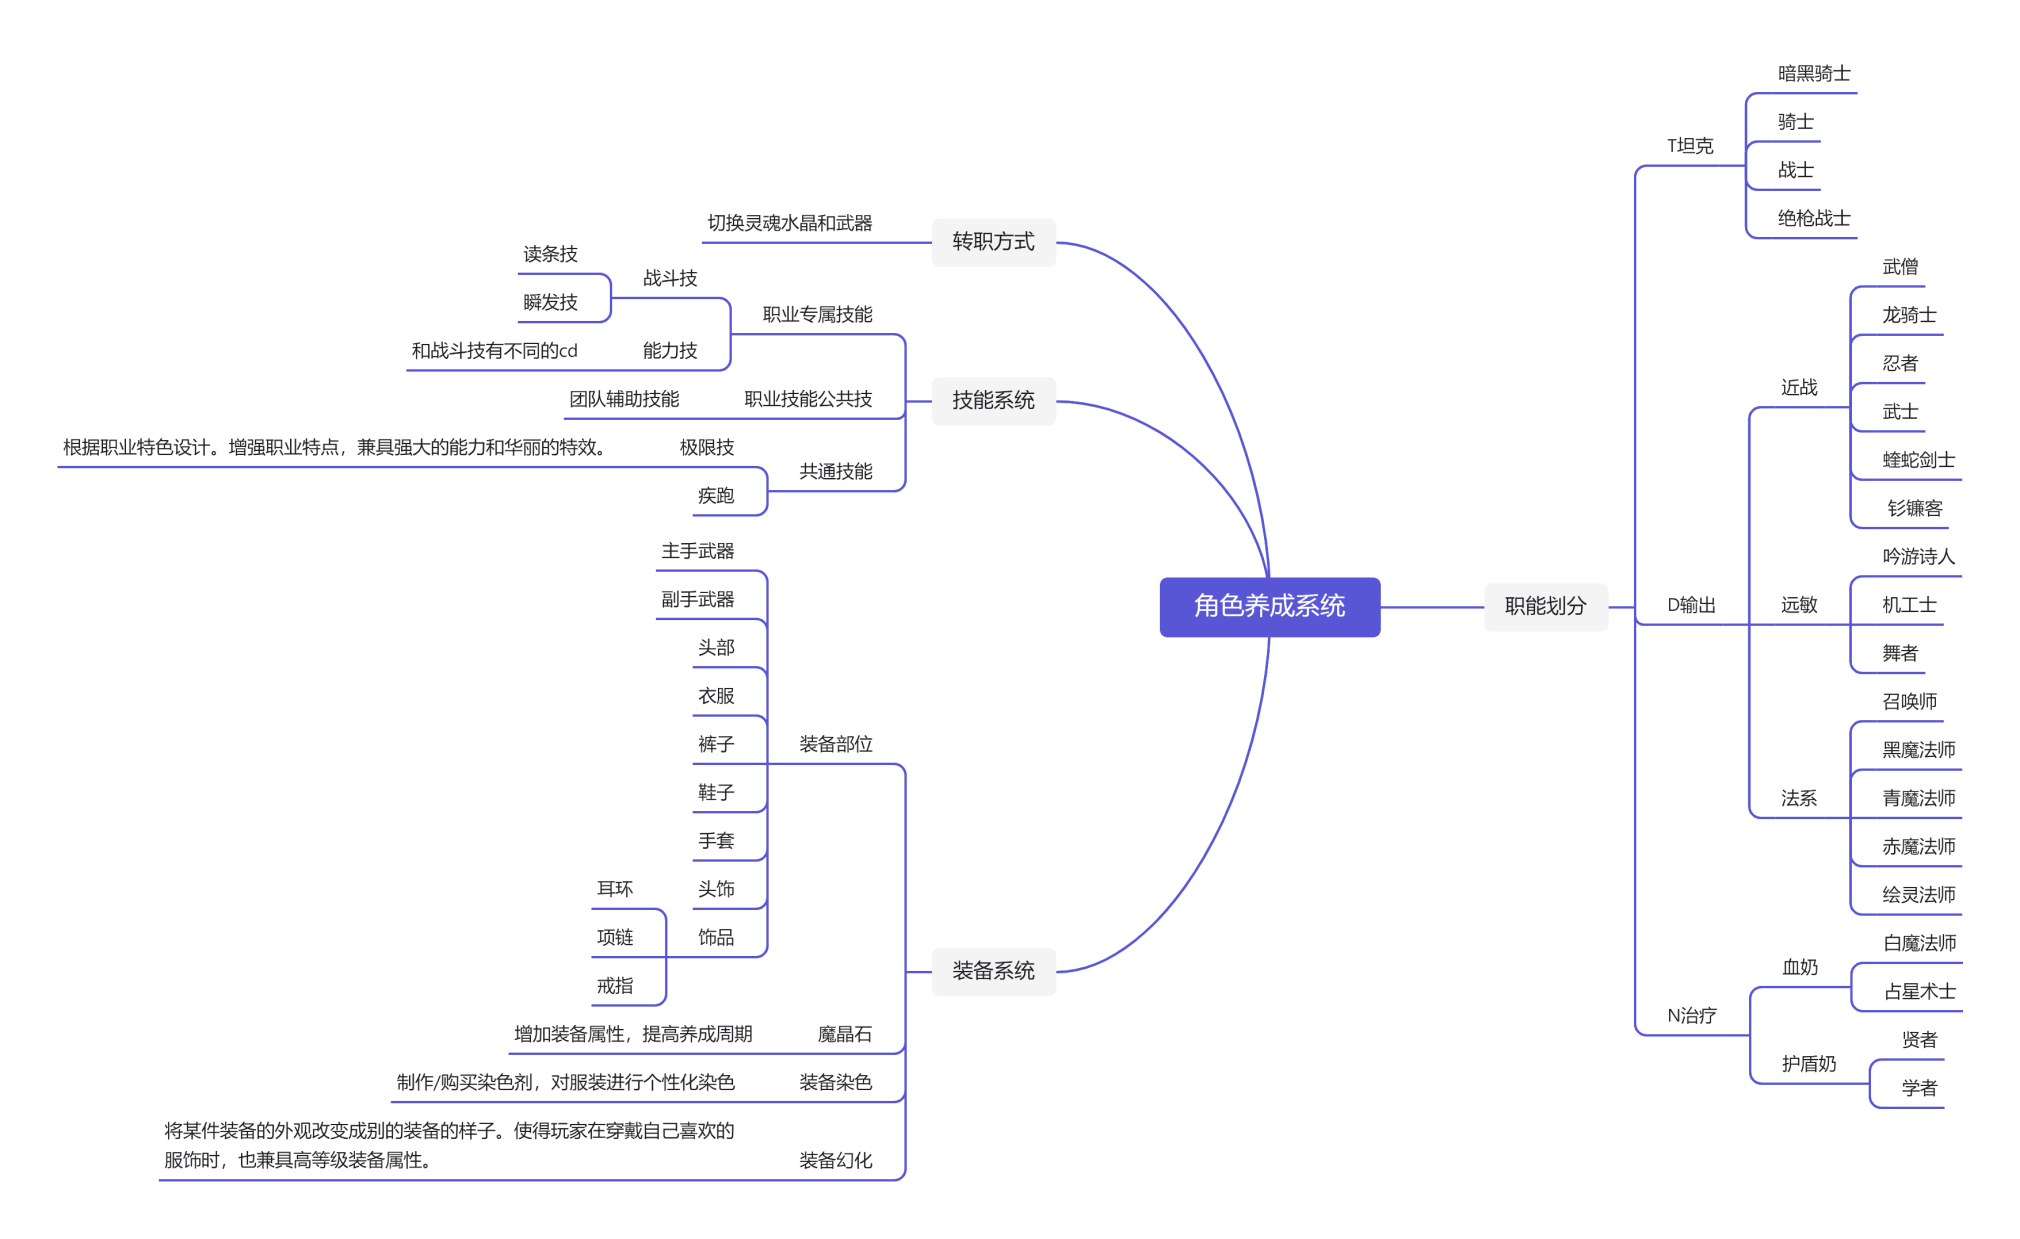 角色养成系统
职能划分
T坦克
暗黑骑士
骑士
战士
绝枪战士
D输出
近战
武僧
龙骑士
忍者
武士
蝰蛇剑士
钐镰客
远敏
吟游诗人
机工士
舞者
法系
召唤师
黑魔法师
青魔法师
赤魔法师
绘灵法师
N治疗
血奶
白魔法师
占星术士
护盾奶
贤者
学者
转职方式
切换灵魂水晶和武器
技能系统
职业专属技能
战斗技
读条技
瞬发技
能力技
和战斗技有不同的cd
职业技能公共技
团队辅助技能
共通技能
极限技
根据职业特色设计。增强职业特点，兼具强大的能力和华丽的特效。
疾跑
装备系统
装备部位
主手武器
副手武器
头部
衣服
裤子
鞋子
手套
头饰
饰品
耳环
项链
戒指
魔晶石
增加装备属性，提高养成周期
装备染色
制作/购买染色剂，对服装进行个性化染色
装备幻化
将某件装备的外观改变成别的装备的样子。使得玩家在穿戴自己喜欢的
服饰时，也兼具高等级装备属性。